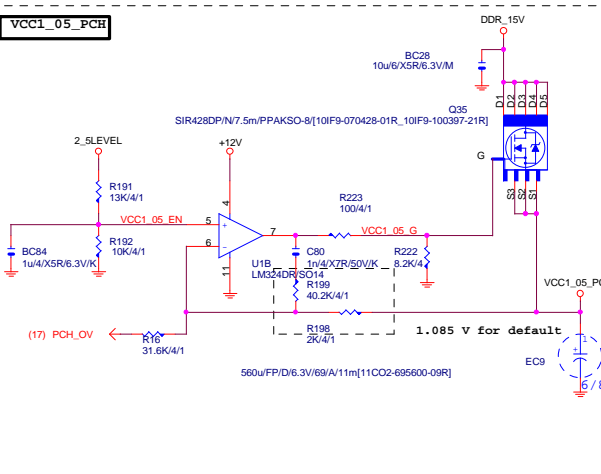 VCC1_05_PCH
DDR_15V
BC28
10u/6/X5R/6.3V/M
Q35
SIR428DP/N/7.5m/PPAKSO-8/[10IF9-070428-01R_10IF9-100397-21R]
D1 D2 D3 D4 D5
G
S3 S2 S1
2_5LEVEL
+12V
R191
13K/4/1
R223
100/4/1
VCC1_05_EN
VCC1_05_G
4
5
+
7
6
-
11
R192
10K/4/1
BC84
1u/4/X5R/6.3V/K
U1B
LM324DR/SO14
C80
1n/4/X7R/50V/K
R222
8.2K/4
R199
40.2K/4/1
VCC1_05_PC
(17) PCH_OV
R16
31.6K/4/1
R198
2K/4/1
1.085 V for default
1
+
EC9
560u/FP/D/6.3V/69/A/11m[11CO2-695600-09R]
6/8